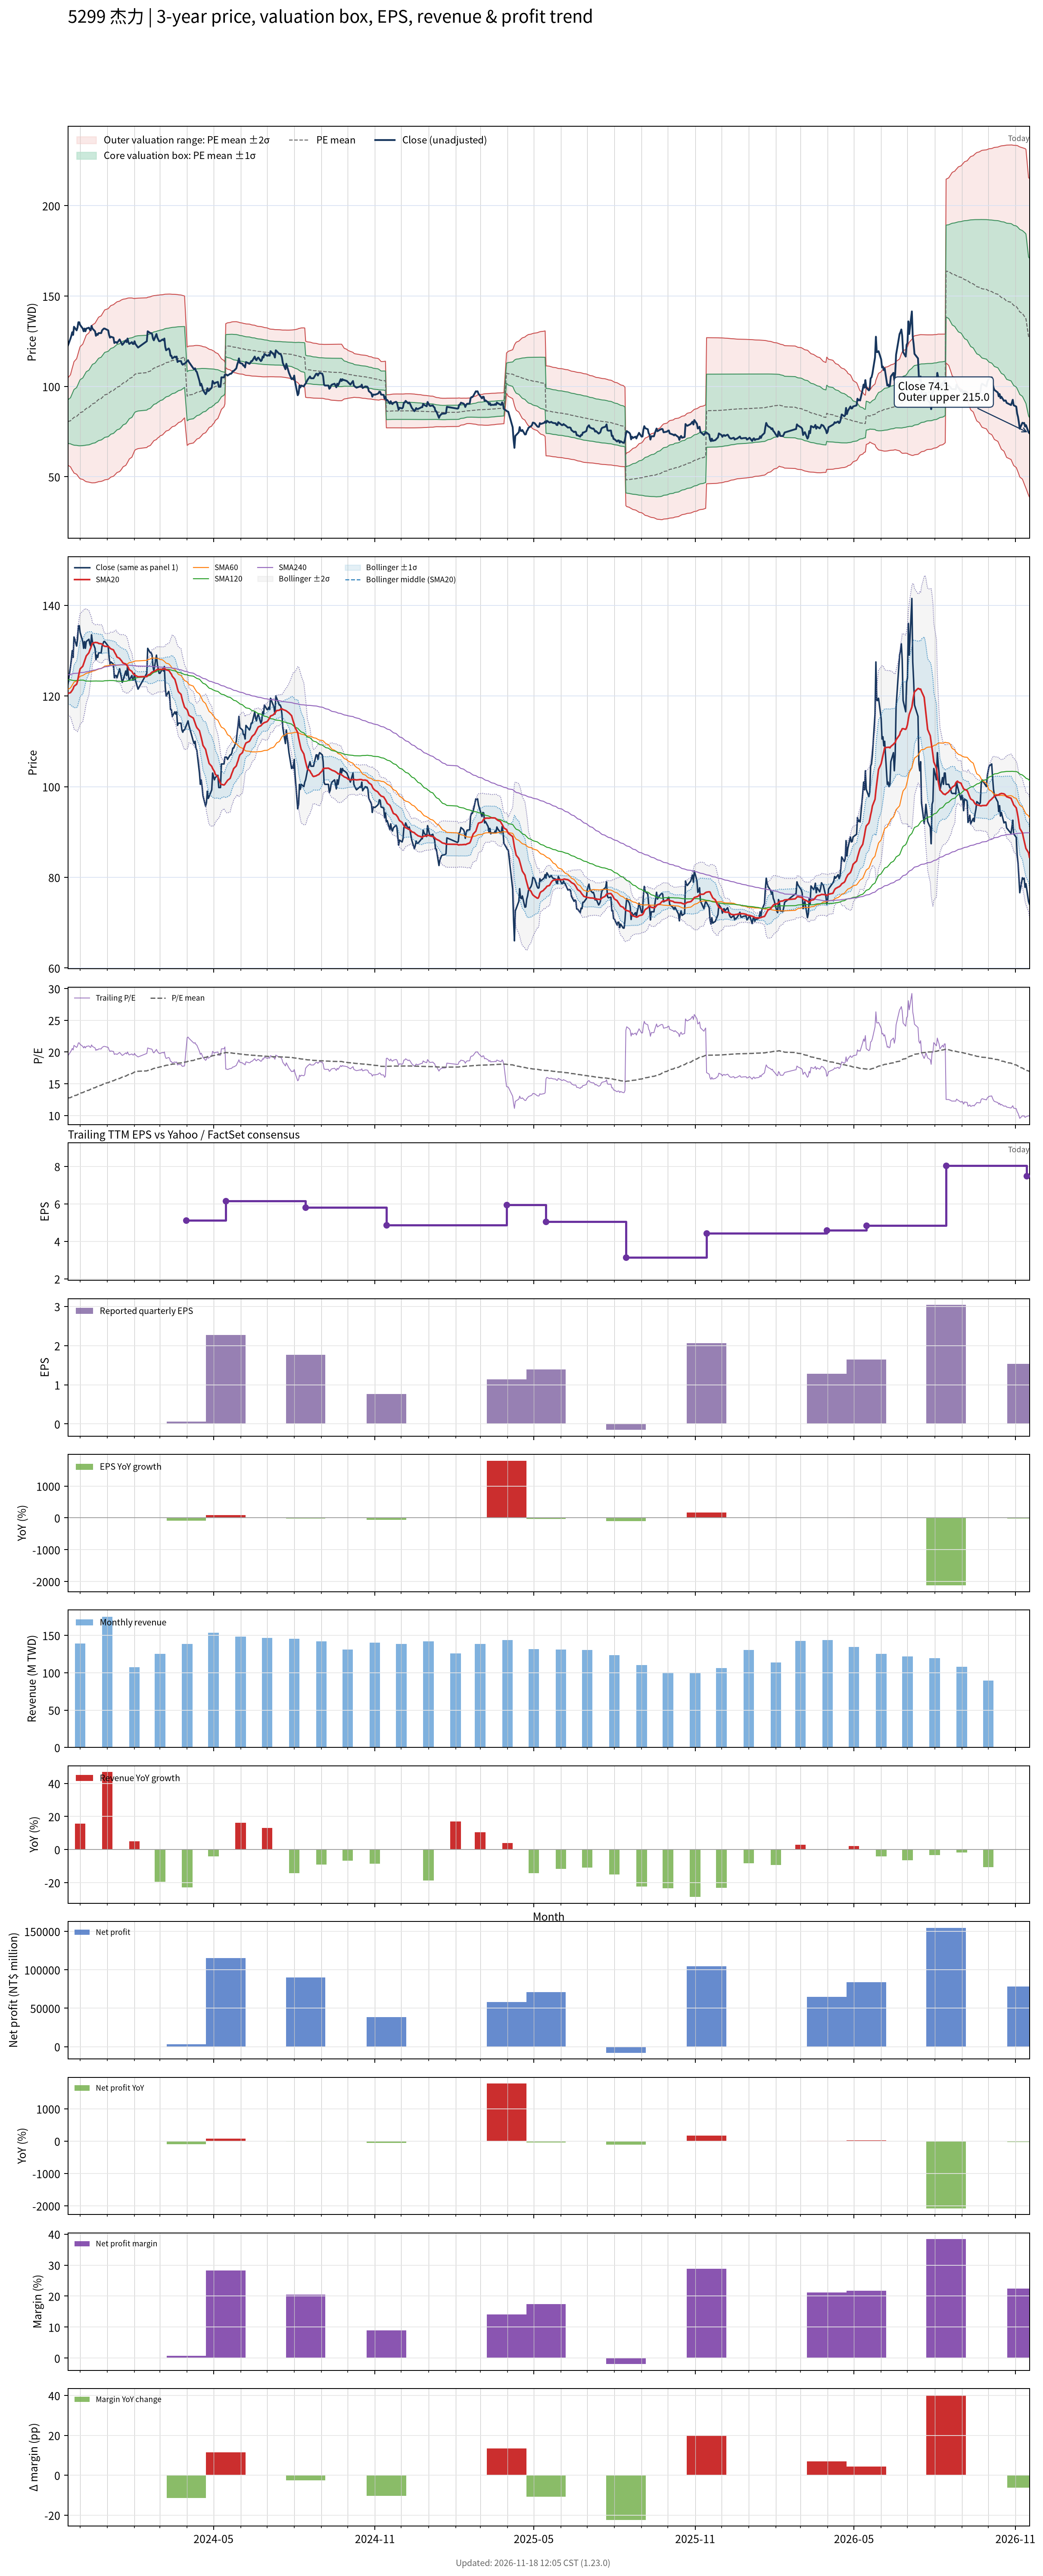 5299 杰力 | 3-year price, valuation box, EPS, revenue & profit trend
Outer valuation range: PE mean ±2σ
PE mean
Close (unadjusted)
Core valuation box: PE mean ±1σ
Today
200
150
100
50
Price (TWD)
Close 74.1
Outer upper 215.0
Close (same as panel 1)
SMA60
SMA240
Bollinger ±1σ
SMA20
SMA120
Bollinger ±2σ
Bollinger middle (SMA20)
140
120
100
80
60
Price
Trailing P/E
P/E mean
30
25
20
15
10
P/E
Trailing TTM EPS vs Yahoo / FactSet consensus
Today
8
6
4
2
EPS
Reported quarterly EPS
3
2
1
0
EPS
EPS YoY growth
1000
0
-1000
-2000
YoY (%)
Monthly revenue
150
100
50
0
Revenue (M TWD)
Revenue YoY growth
40
20
0
-20
YoY (%)
Month
Net profit
150000
100000
50000
0
Net profit (NT$ million)
Net profit YoY
1000
0
-1000
-2000
YoY (%)
Net profit margin
40
30
20
10
0
Margin (%)
Margin YoY change
40
20
0
-20
Δ margin (pp)
2024-05
2024-11
2025-05
2025-11
2026-05
2026-11
Updated: 2026-11-18 12:05 CST (1.23.0)